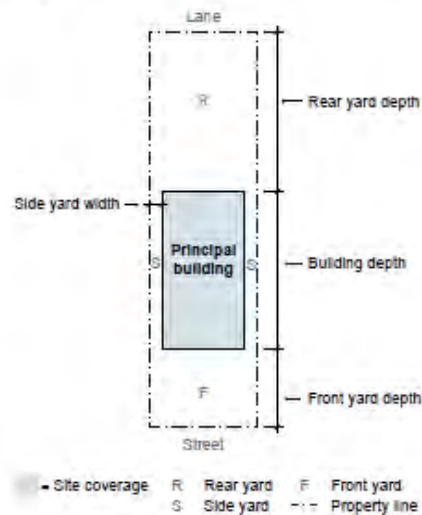 Lane
R
Rear yard depth
Side yard width
Principal
building
S
S
Building depth
F
Front yard depth
Street
Site coverage R Rear yard F Front yard
S Side yard Property line